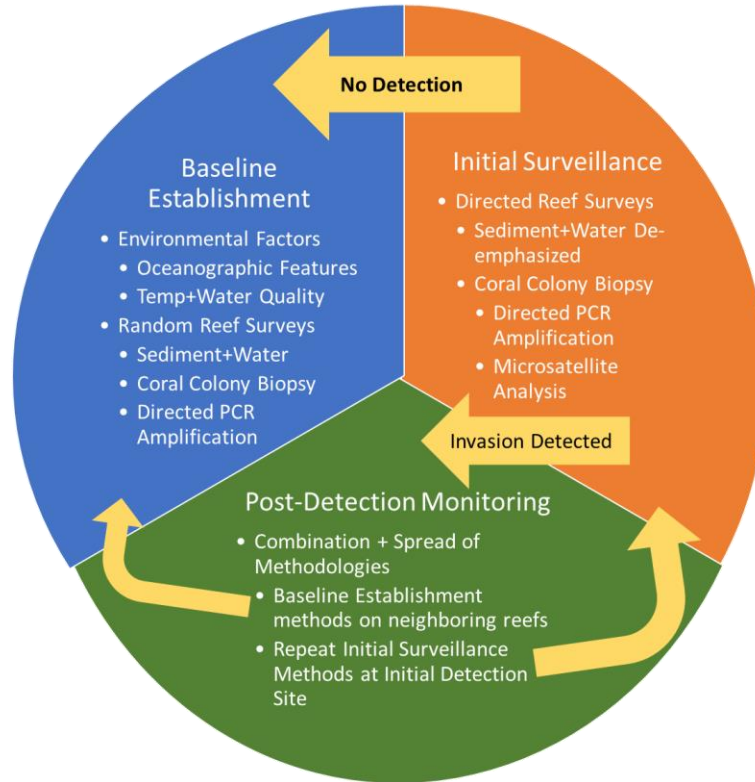 No Detection
Baseline
Establishment
• Environmental Factors
• Oceanographic Features
• Temp+Water Quality
• Random Reef Surveys
• Sediment+Water
• Coral Colony Biopsy
• Directed PCR
Amplification
Initial Surveillance
• Directed Reef Surveys
• Sediment+Water De-
emphasized
• Coral Colony Biopsy
• Directed PCR
Amplification
• Microsatellite
Analysis
Invasion Detected
Post-Detection Monitoring
• Combination + Spread of
Methodologies
• Baseline Establishment
methods on neighboring reefs
• Repeat Initial Surveillance
Methods at Initial Detection
Site